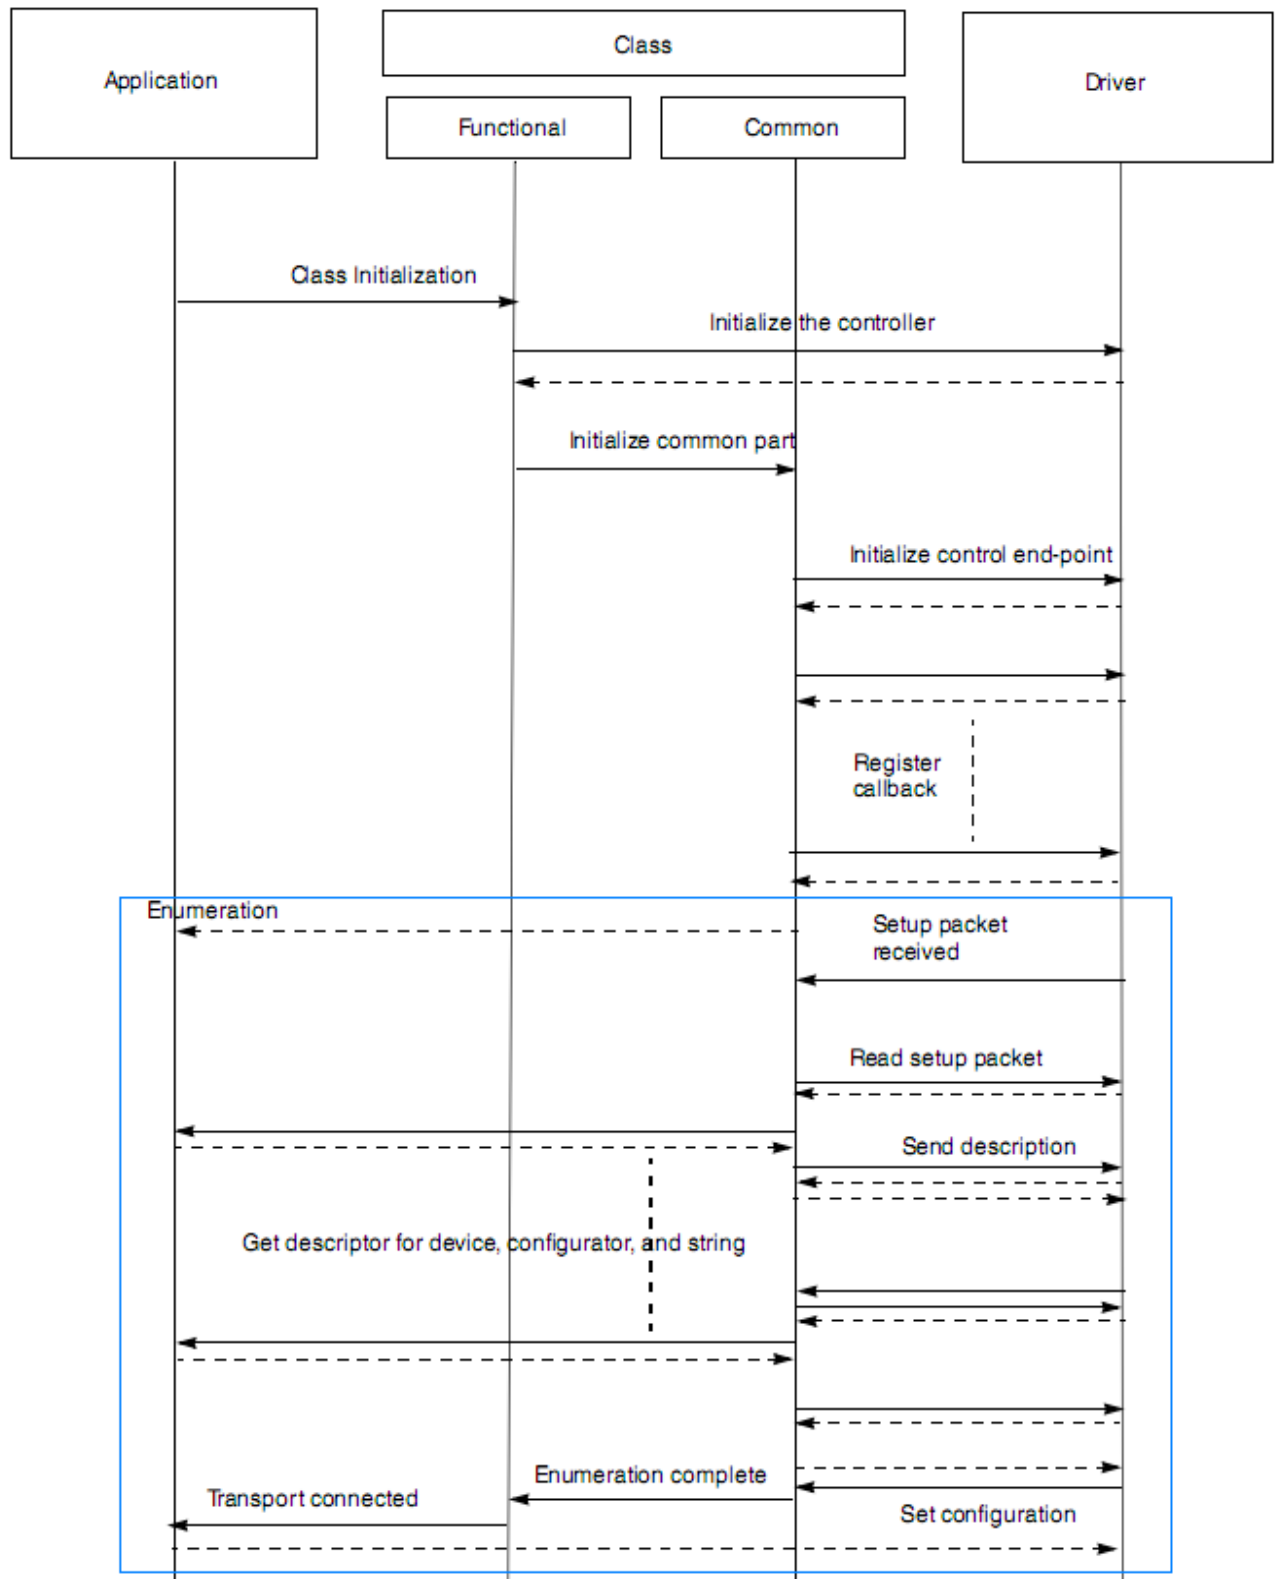 Application
Class
Functional
Common
Driver
Class Initialization
Initialize the controller
Initialize common part
Initialize control end-point
Register
callback
Enumeration
Setup packet
received
Read setup packet
Send description
Get descriptor for device, configurator, and string
Enumeration complete
Transport connected
Set configuration